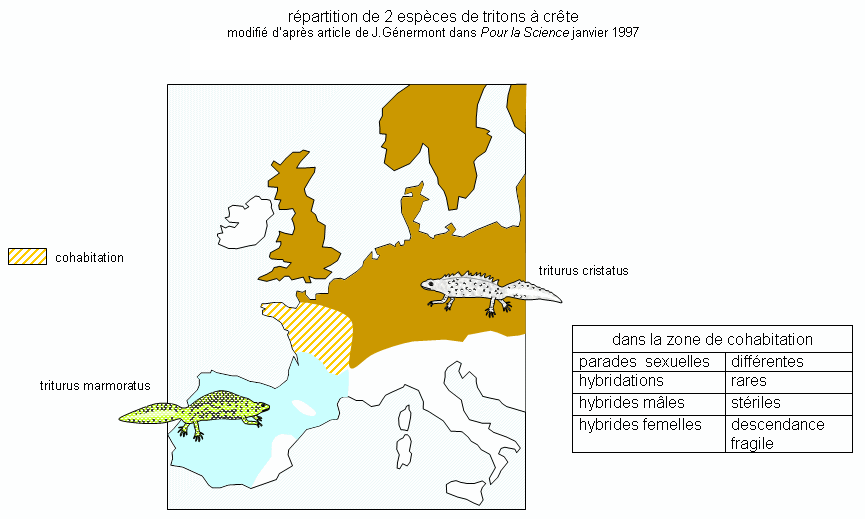 répartition de 2 espèces de tritons à crête
modifié d'après article de J.Génermont dans Pour la Science janvier 1997
cohabitation
triturus cristatus
triturus marmoratus
dans la zone de cohabitation
parades sexuelles différentes
hybridations rares
hybrides mâles stériles
hybrides femelles descendance
fragile